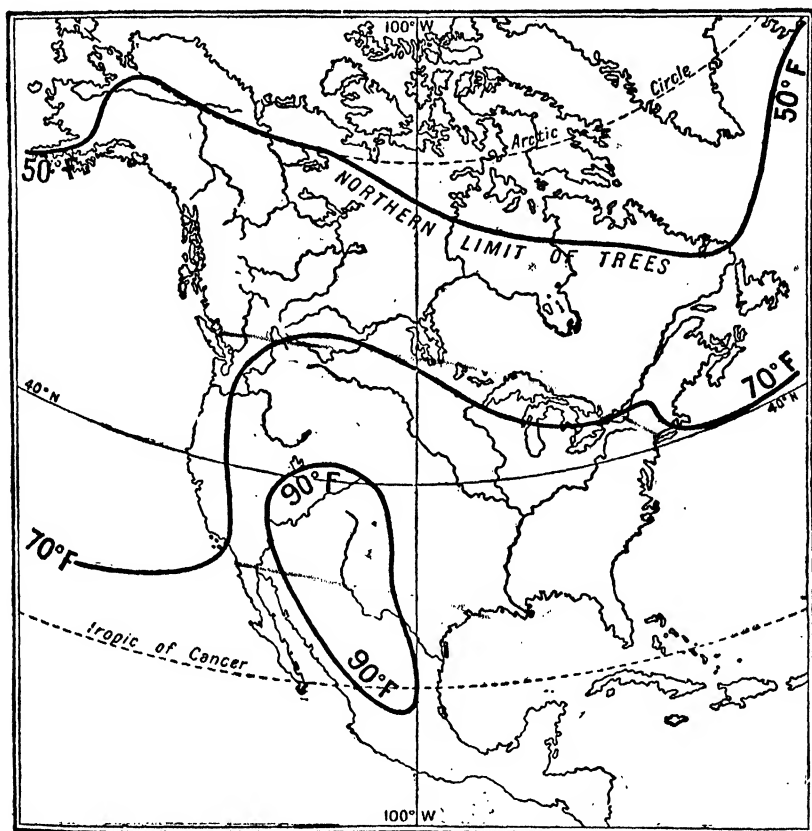 100° W
50° F
Circle
Arctic
50° F
NORTHERN LIMIT OF TREES
70° F
40° N
40° N
90° F
70° F
tropic of Cancer
90° F
100° W